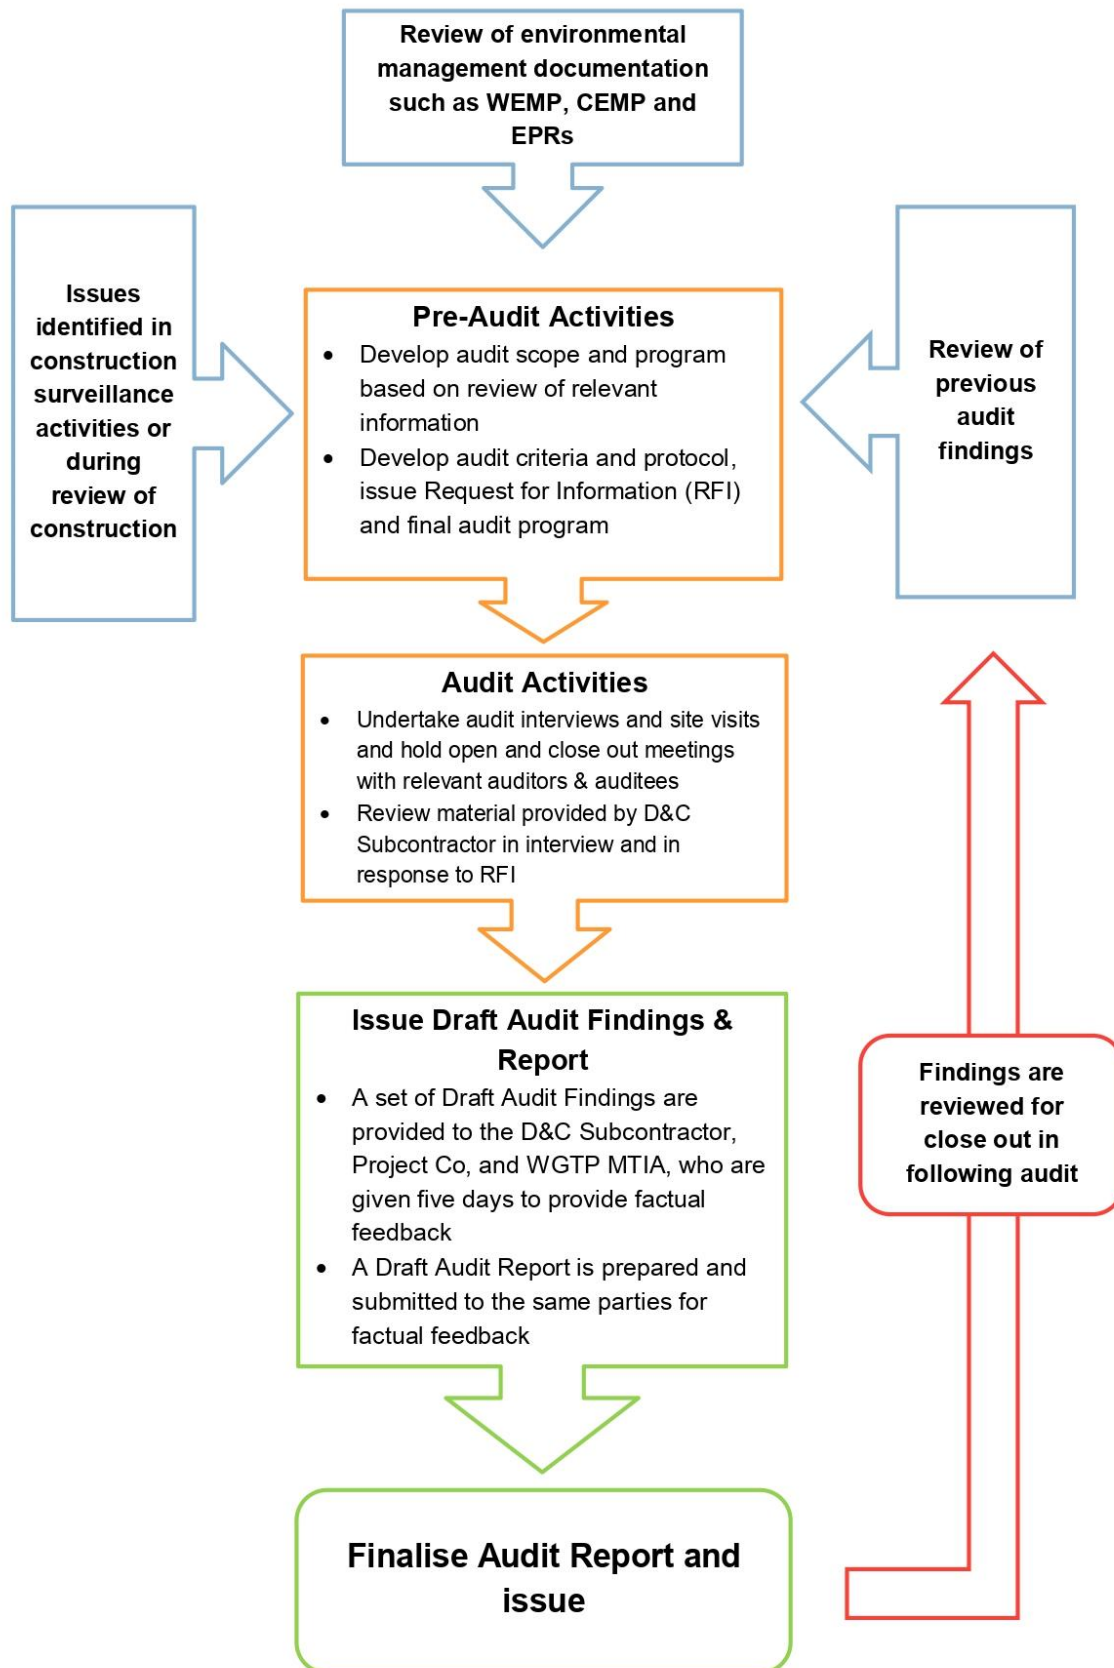 Review of environmental
management documentation
such as WEMP, CEMP and
EPRs
Issues
identified in
construction
surveillance
activities or
during
review of
construction
Pre-Audit Activities
• Develop audit scope and program
based on review of relevant
information
• Develop audit criteria and protocol,
issue Request for Information (RFI)
and final audit program
Review of
previous
audit
findings
Audit Activities
• Undertake audit interviews and site visits
and hold open and close out meetings
with relevant auditors & auditees
• Review material provided by D&C
Subcontractor in interview and in
response to RFI
Issue Draft Audit Findings &
Report
• A set of Draft Audit Findings are
provided to the D&C Subcontractor,
Project Co, and WGTP MTIA, who are
given five days to provide factual
feedback
• A Draft Audit Report is prepared and
submitted to the same parties for
factual feedback
Findings are
reviewed for
close out in
following audit
Finalise Audit Report and
issue